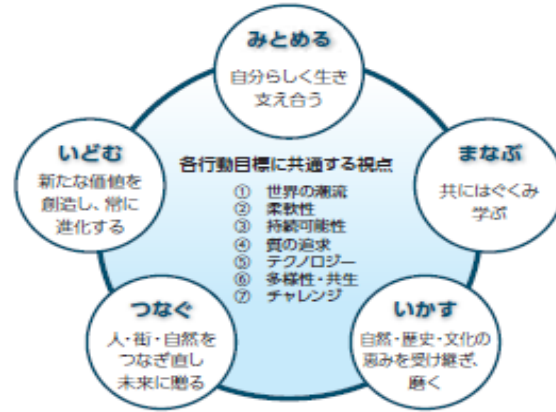 みとめる
自分らしく生き
支え合う
いどむ
新たな価値を
創造し、常に
進化する
まなぶ
共にはぐくみ
学ぶ
各行動目標に共通する視点
① 世界の潮流
② 柔軟性
③ 持続可能性
④ 質の追求
⑤ テクノロジー
⑥ 多様性・共生
⑦ チャレンジ
つなぐ
人・街・自然を
つなぎ直し
未来に贈る
いかす
自然・歴史・文化の
恵みを受け継ぎ、
磨く